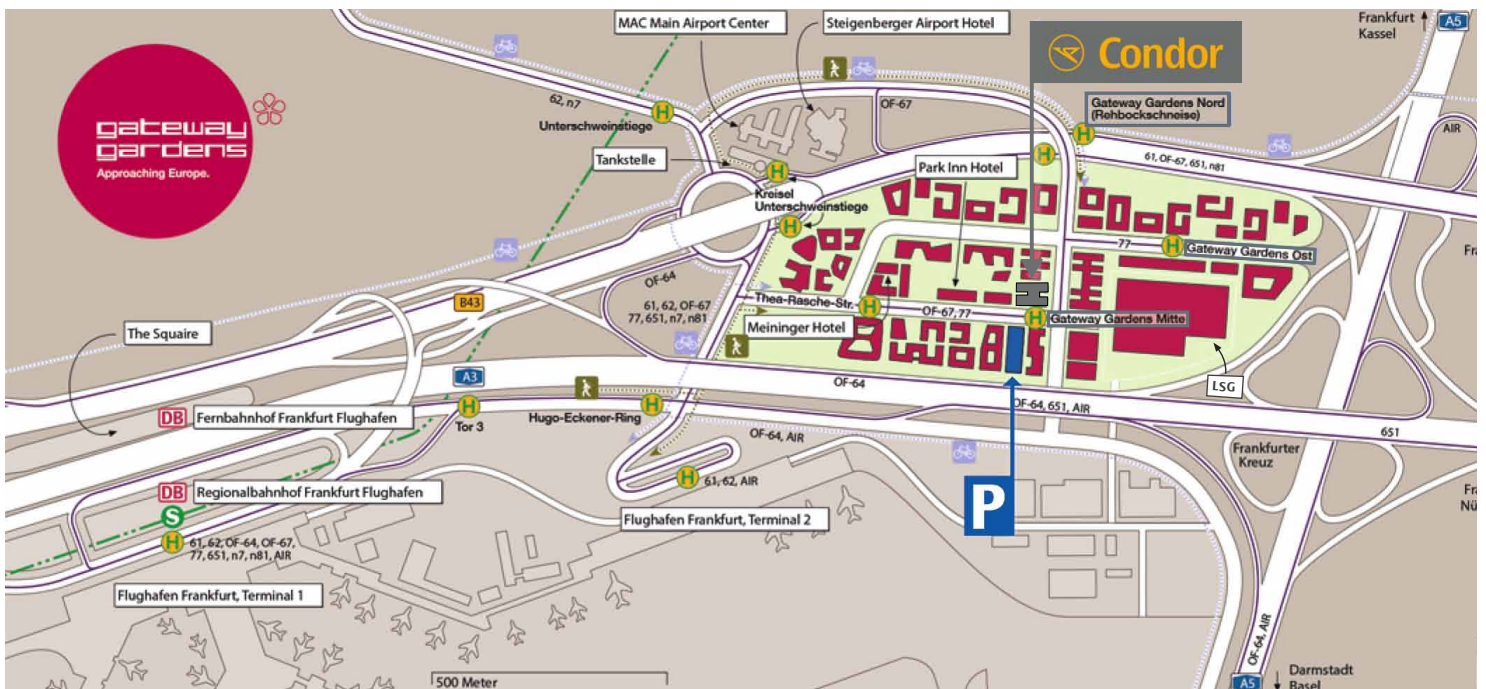 MAC Main Airport Center
Steigenberger Airport Hotel
Frankfurt
Kassel
A5
Condor
gateway
gardens
Approaching Europe.
62, n7
Unterschweinstiege
OF-67
Gateway Gardens Nord
(Rehbockschneise)
AIR
Tankstelle
H
H
H
H
Park Inn Hotel
61, OF-67, 651, n81
Kreisel
Unterschweinstiege
H
77
H
Gateway Gardens Ost
OF-64
B43
61, 62, OF-67
77, 651, n7, n81
Thea-Rasche-Str.
H
OF-67, 77
H
Gateway Gardens Mitte
The Squaire
Meininger Hotel
A3
OF-64
LSG
DB
Fernbahnhof Frankfurt Flughafen
H
Tor 3
Hugo-Eckener-Ring
H
OF-64, 651, AIR
651
OF-64, AIR
Frankfurter
Kreuz
DB
Regionalbahnhof Frankfurt Flughafen
H
61, 62, AIR
P
S
Flughafen Frankfurt, Terminal 2
H
61, 62, OF-64, OF-67,
77, 651, n7, n81, AIR
Flughafen Frankfurt, Terminal 1
OF-64, AIR
500 Meter
A5
Darmstadt
Basel